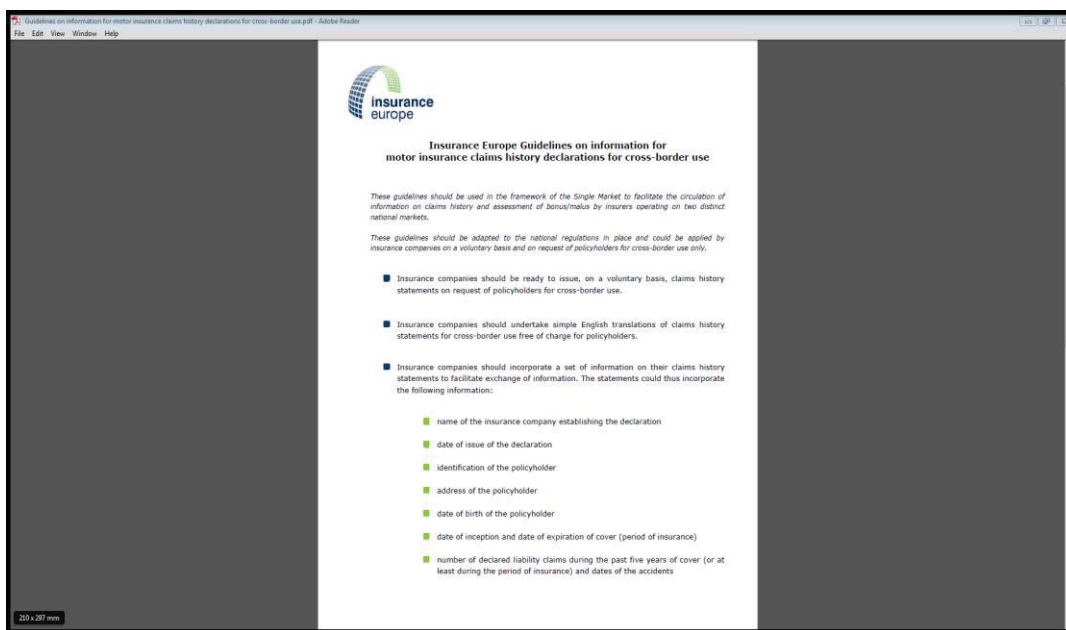 Guidelines on information for motor insurance claims history declarations for cross-border use.pdf - Adobe Reader
File Edit View Window Help
insurance
europe
Insurance Europe Guidelines on information for
motor insurance claims history declarations for cross-border use
These guidelines should be used in the framework of the Single Market to facilitate the circulation of
information on claims history and assessment of bonus/malus by insurers operating on two distinct
national markets.
These guidelines should be adapted to the national regulations in place and could be applied by
insurance companies on a voluntary basis and on request of policyholders for cross-border use only.
Insurance companies should be ready to issue, on a voluntary basis, claims history
statements on request of policyholders for cross-border use.
Insurance companies should undertake simple English translations of claims history
statements for cross-border use free of charge for policyholders.
Insurance companies should incorporate a set of information on their claims history
statements to facilitate exchange of information. The statements could thus incorporate
the following information:
name of the insurance company establishing the declaration
date of issue of the declaration
identification of the policyholder
address of the policyholder
date of birth of the policyholder
date of inception and date of expiration of cover (period of insurance)
number of declared liability claims during the past five years of cover (or at
least during the period of insurance) and dates of the accidents
210 x 297 mm